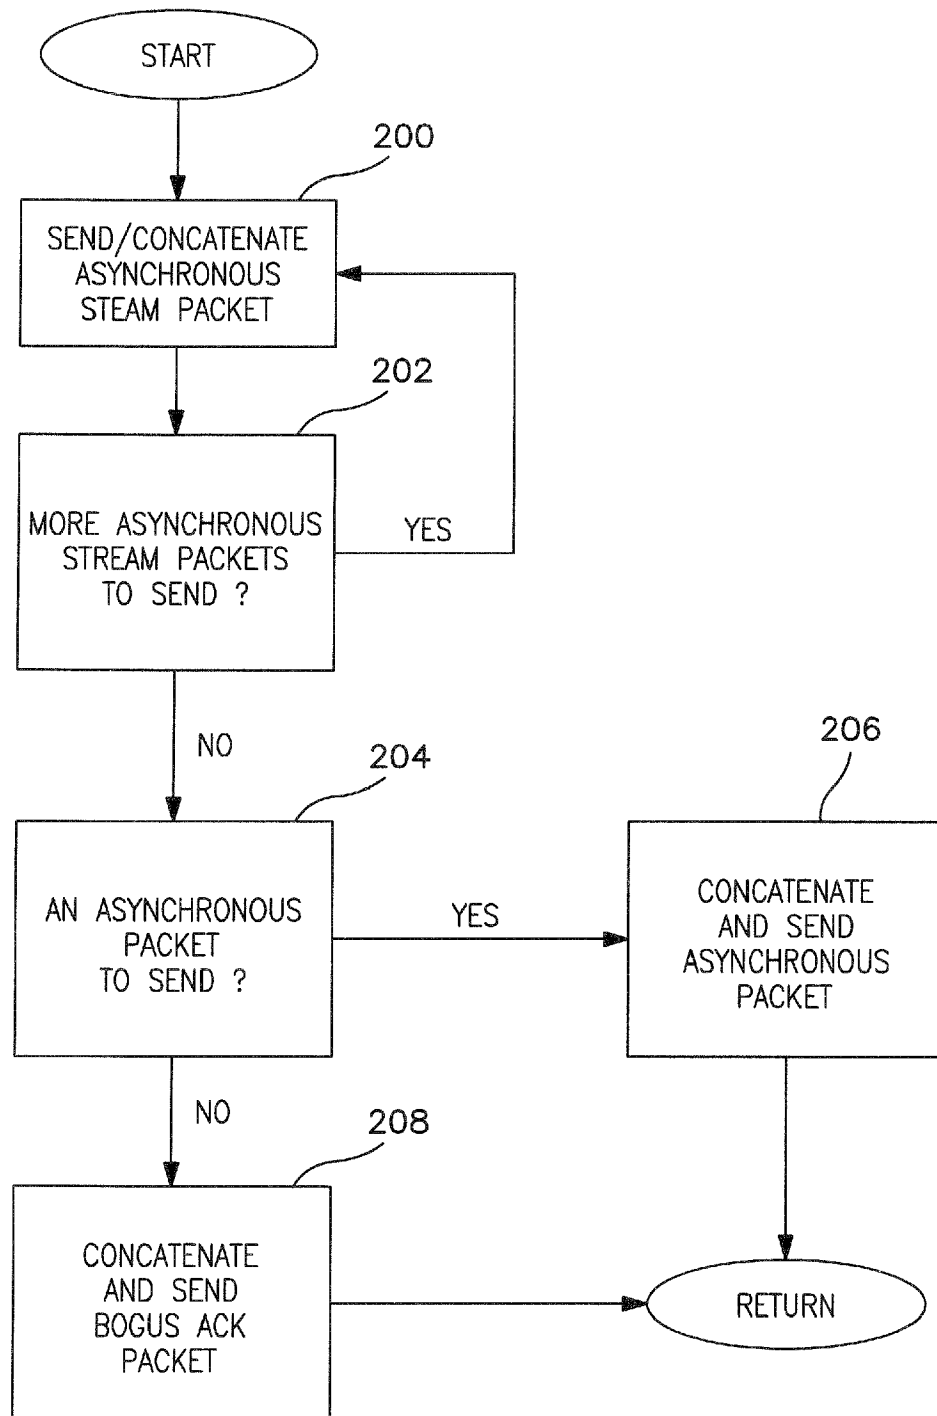 START
200
SEND/CONCATENATE
ASYNCHRONOUS
STEAM PACKET
202
MORE ASYNCHRONOUS
STREAM PACKETS
TO SEND ?
YES
NO
204
206
AN ASYNCHRONOUS
PACKET
TO SEND ?
YES
CONCATENATE
AND SEND
ASYNCHRONOUS
PACKET
NO
208
CONCATENATE
AND SEND
BOGUS ACK
PACKET
RETURN